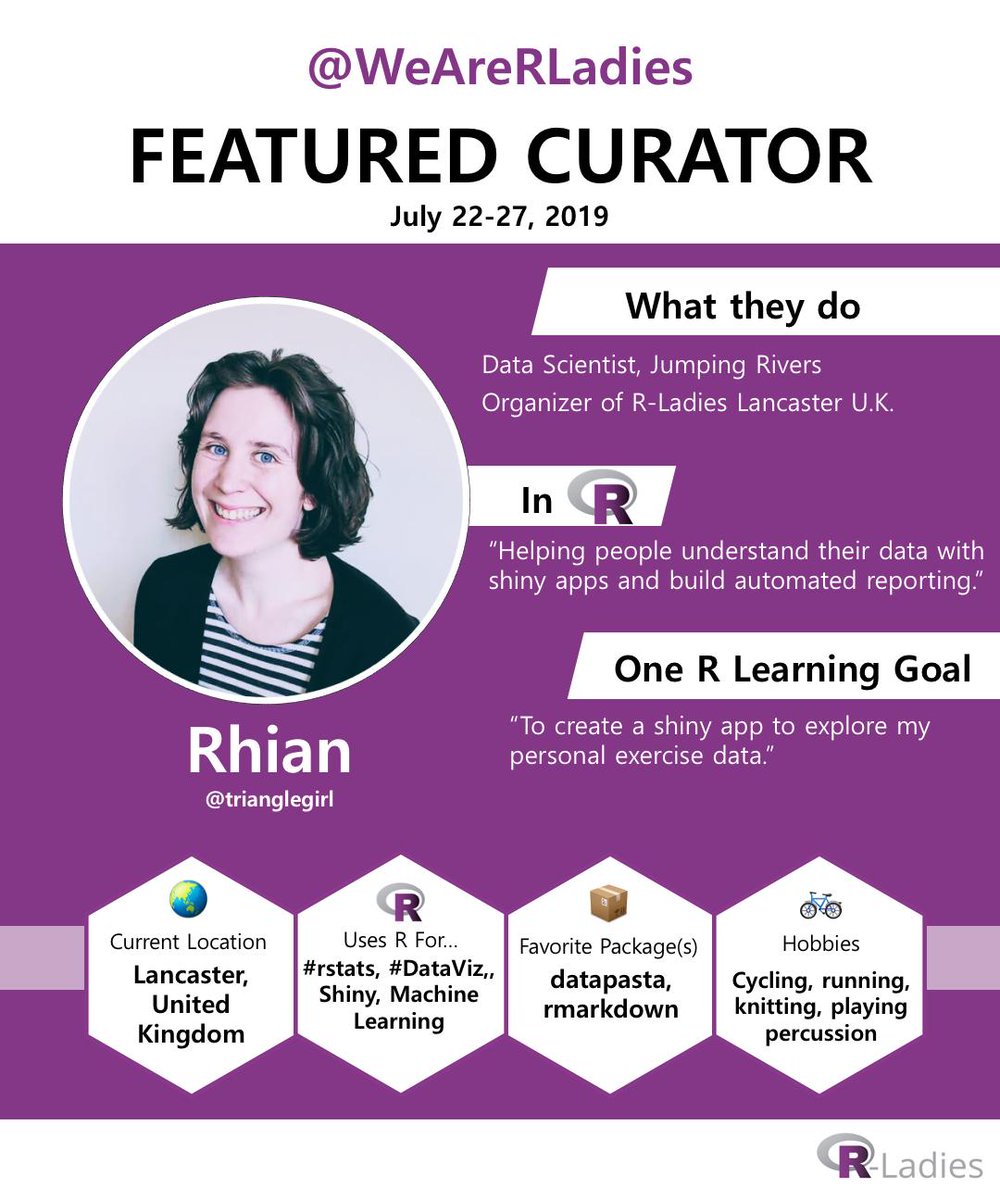 @WeAreRLadies
FEATURED CURATOR
July 22-27, 2019
What they do
Data Scientist, Jumping Rivers
Organizer of R-Ladies Lancaster U.K.
In R
“Helping people understand their data with
shiny apps and build automated reporting.”
One R Learning Goal
“To create a shiny app to explore my
personal exercise data.”
Rhian
@trianglegirl
Current Location
Lancaster,
United
Kingdom
R
Uses R For…
#rstats, #DataViz,,
Shiny, Machine
Learning
Favorite Package(s)
datapasta,
rmarkdown
Hobbies
Cycling, running,
knitting, playing
percussion
R-Ladies